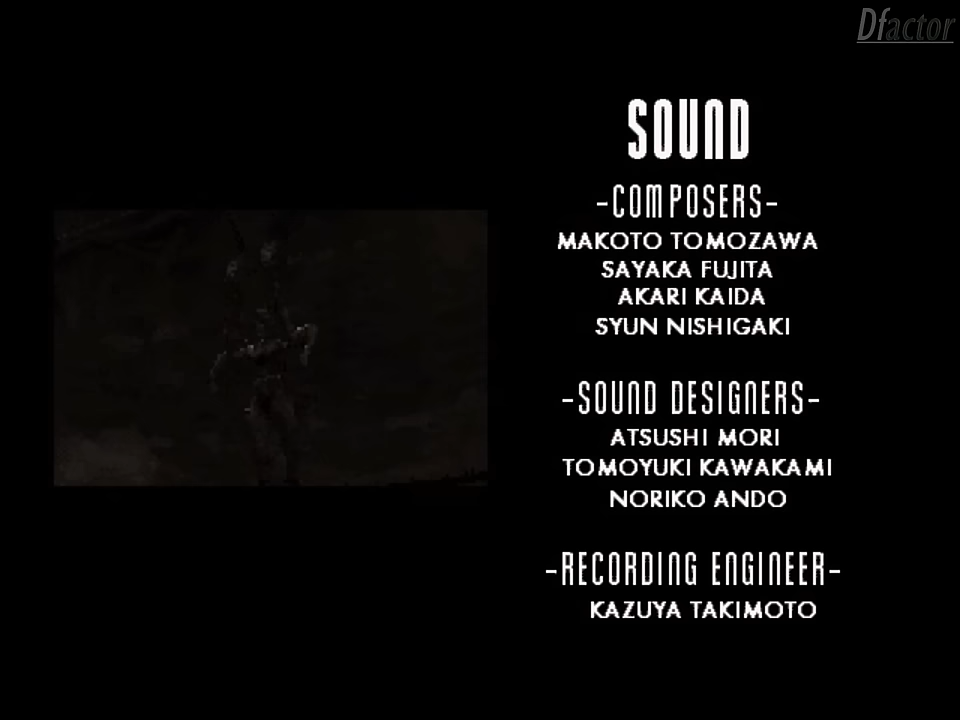 Dfactor
SOUND
-COMPOSERS-
MAKOTO TOMOZAWA
SAYAKA FUJITA
AKARI KAIDA
SYUN NISHIGAKI
-SOUND DESIGNERS-
ATSUSHI MORI
TOMOYUKI KAWAKAMI
NORIKO ANDO
-RECORDING ENGINEER-
KAZUYA TAKIMOTO